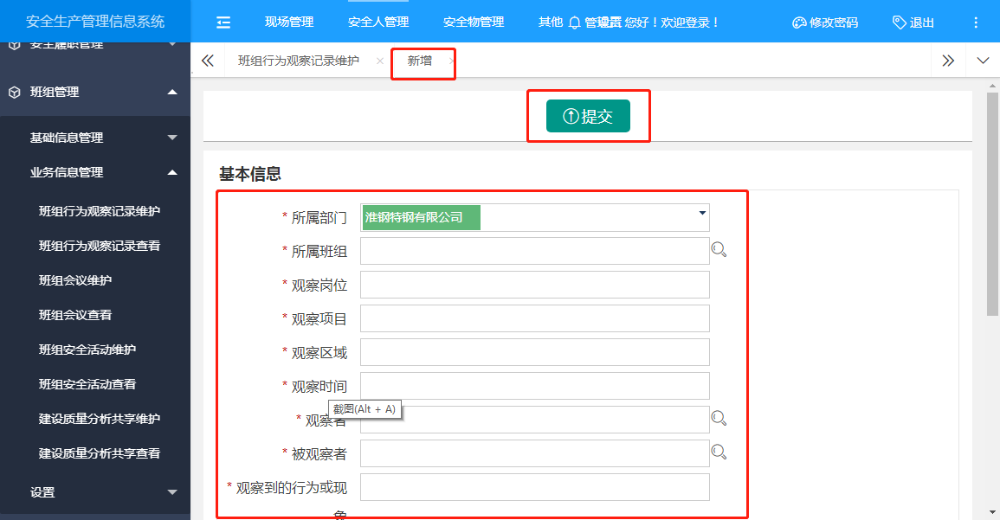 安全生产管理信息系统
现场管理 安全人管理 安全物管理 其他 您好！欢迎登录！ 修改密码 退出
安全履职管理
班组管理
基础信息管理
业务信息管理
班组行为观察记录维护
班组行为观察记录查看
班组会议维护
班组会议查看
班组安全活动维护
班组安全活动查看
建设质量分析共享维护
建设质量分析共享查看
设置
班组行为观察记录维护 × 新增 ×
提交
基本信息
* 所属部门 淮钢特钢有限公司
* 所属班组
* 观察岗位
* 观察项目
* 观察区域
* 观察时间
截图(Alt + A)
* 观察者
* 被观察者
* 观察到的行为或现
象